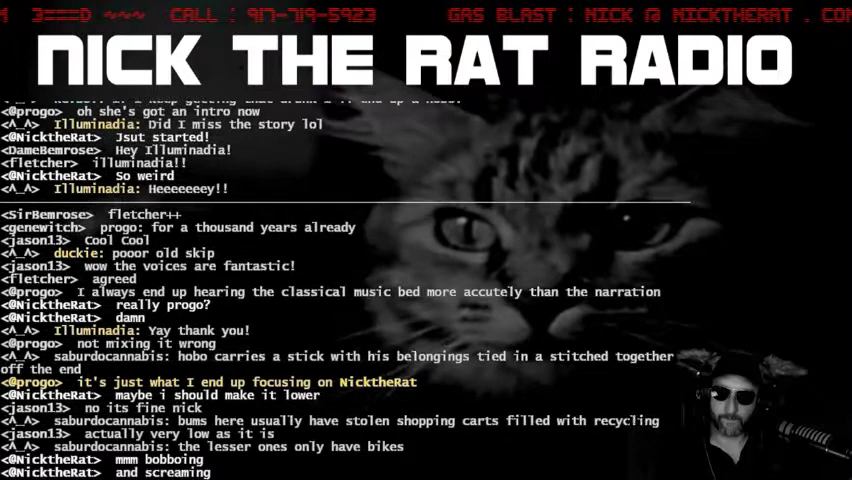 3===D ~~~ CALL : 917-719-5923 GAS BLAST : NICK @ NICKTHERAT . COM
NICK THE RAT RADIO
<@progo> oh she's got an intro now
<^_^> Illuminadia: Did I miss the story lol
<@NicktheRat> Jsut started!
<DameBemrose> Hey Illuminadia!
<fletcher> illuminadia!!
<@NicktheRat> So weird
<^_^> Illuminadia: Heeeeeeey!!
<SirBemrose> fletcher++
<genewitch> progo: for a thousand years already
<jason13> Cool Cool
<^_^> duckie: pooor old skip
<jason13> wow the voices are fantastic!
<fletcher> agreed
<@progo> I always end up hearing the classical music bed more accutely than the narration
<@NicktheRat> really progo?
<@NicktheRat> damn
<^_^> Illuminadia: Yay thank you!
<@progo> not mixing it wrong
<^_^> saburdocannabis: hobo carries a stick with his belongings tied in a stitched together
off the end
<@progo> it's just what I end up focusing on NicktheRat
<@NicktheRat> maybe i should make it lower
<jason13> no its fine nick
<^_^> saburdocannabis: bums here usually have stolen shopping carts filled with recycling
<jason13> actually very low as it is
<^_^> saburdocannabis: the lesser ones only have bikes
<@NicktheRat> mmm bobboing
<@NicktheRat> and screaming